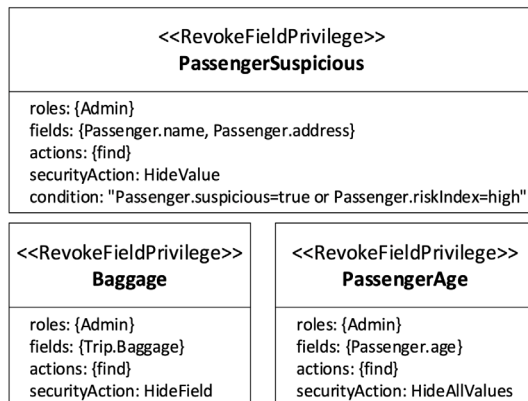 <<RevokeFieldPrivilege>>
PassengerSuspicious
roles: {Admin}
fields: {Passenger.name, Passenger.address}
actions: {find}
securityAction: HideValue
condition: "Passenger.suspicious=true or Passenger.riskIndex=high"
<<RevokeFieldPrivilege>>
Baggage
roles: {Admin}
fields: {Trip.Baggage}
actions: {find}
securityAction: HideField
<<RevokeFieldPrivilege>>
PassengerAge
roles: {Admin}
fields: {Passenger.age}
actions: {find}
securityAction: HideAllValues